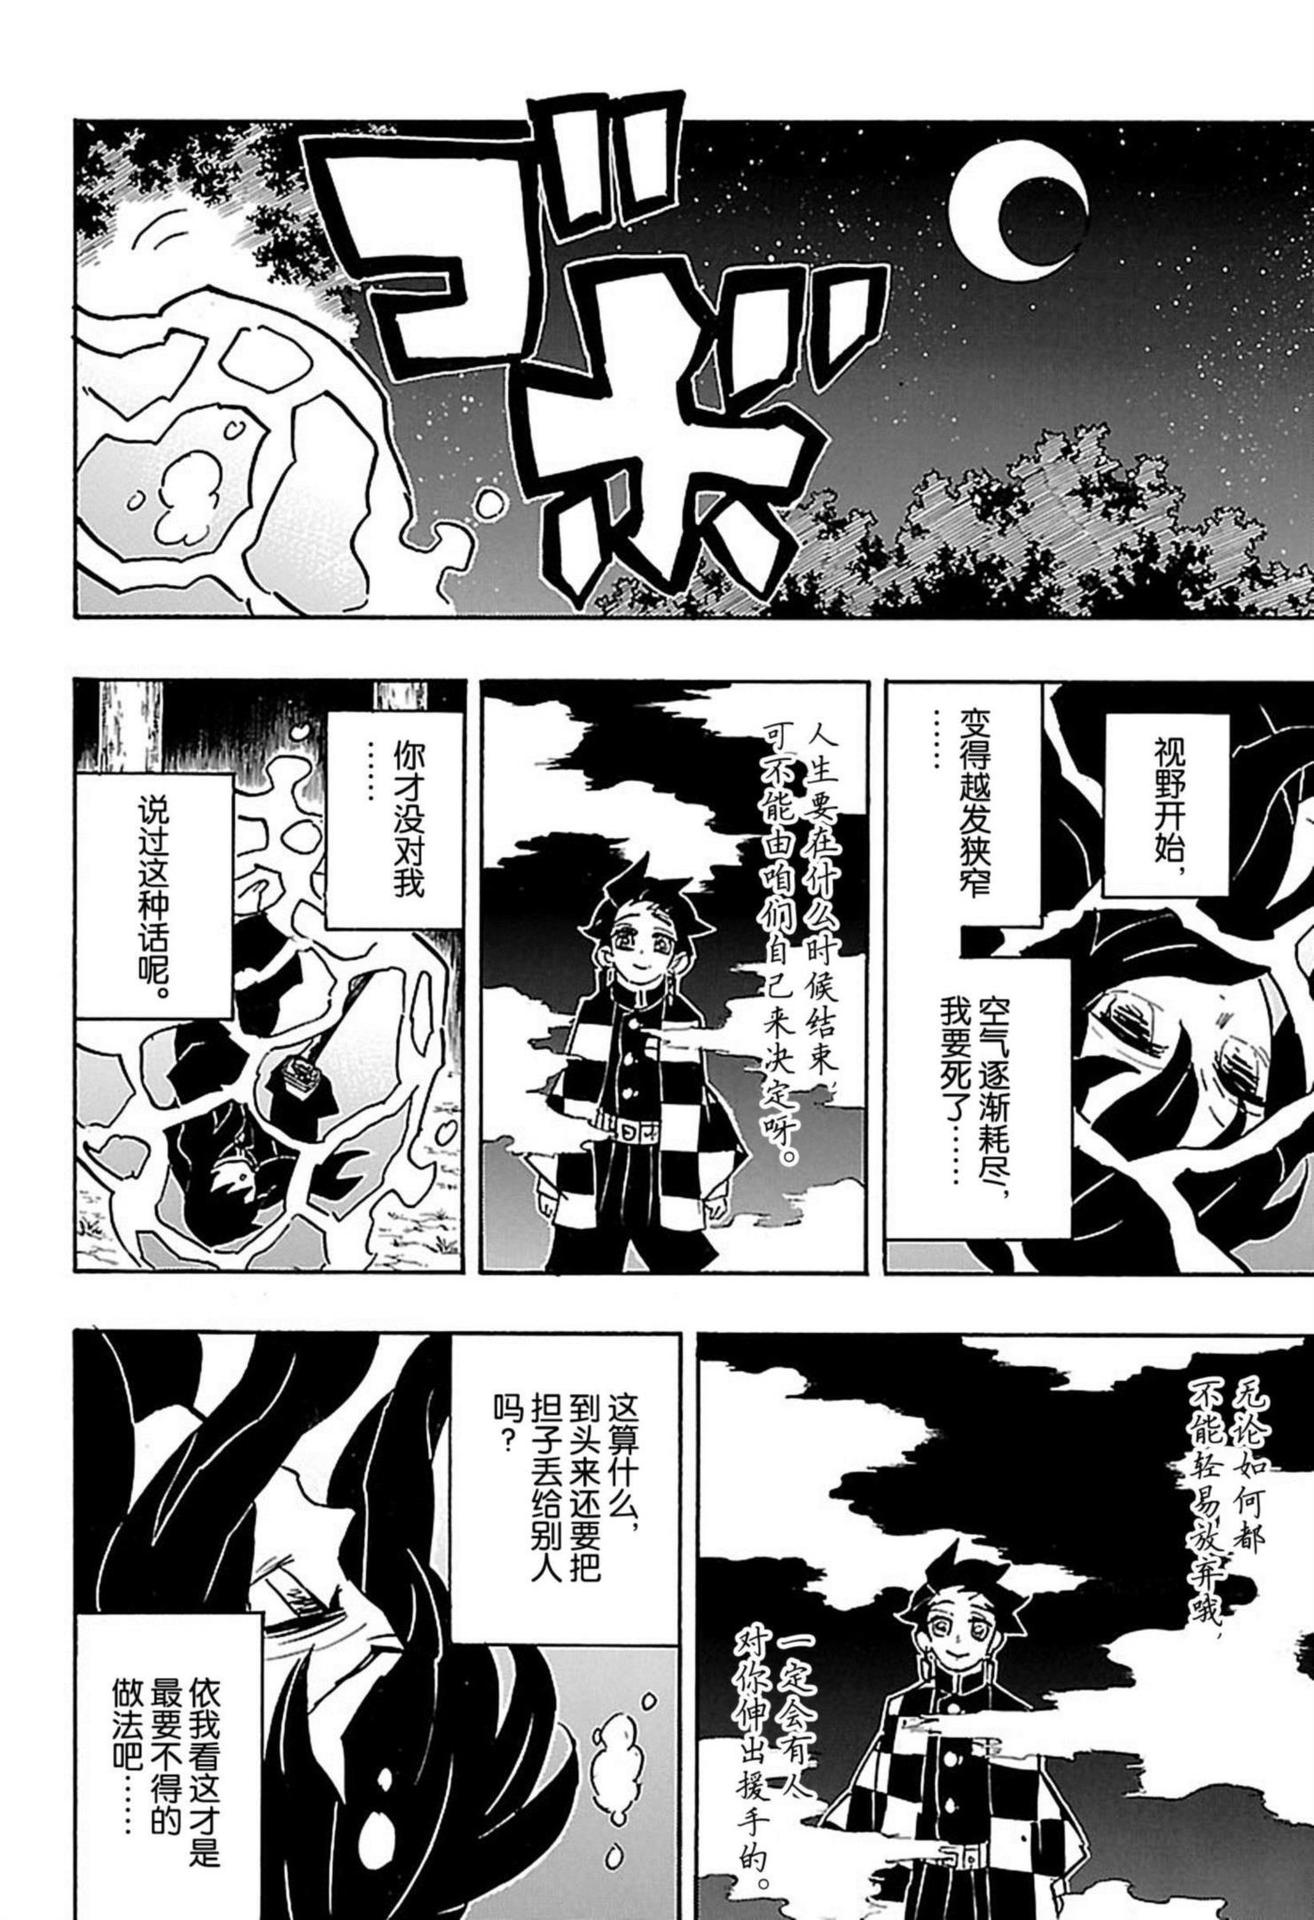 ゴボ
视野开始，
变得越发狭窄
……
空气逐渐耗尽，
我要死了……
人生要在什么时候结束，
可不能由咱们自己来决定呀。
你才没对我
……
说过这种话呢。
无论如何都
不能轻易放弃哦，
一定会有人
对你伸出援手的。
这算什么，
到头来还要把
担子丢给别人
吗？
依我看这才是
最要不得的
做法吧……